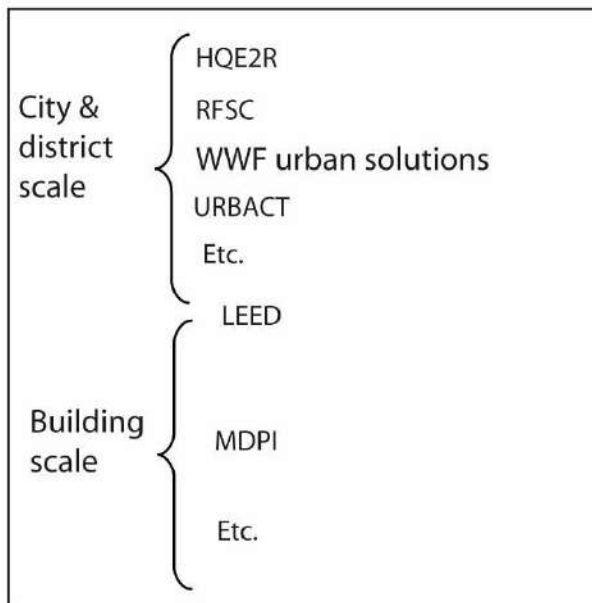 City &
district
scale
HQE2R
RFSC
WWF urban solutions
URBACT
Etc.
Building
scale
LEED
MDPI
Etc.